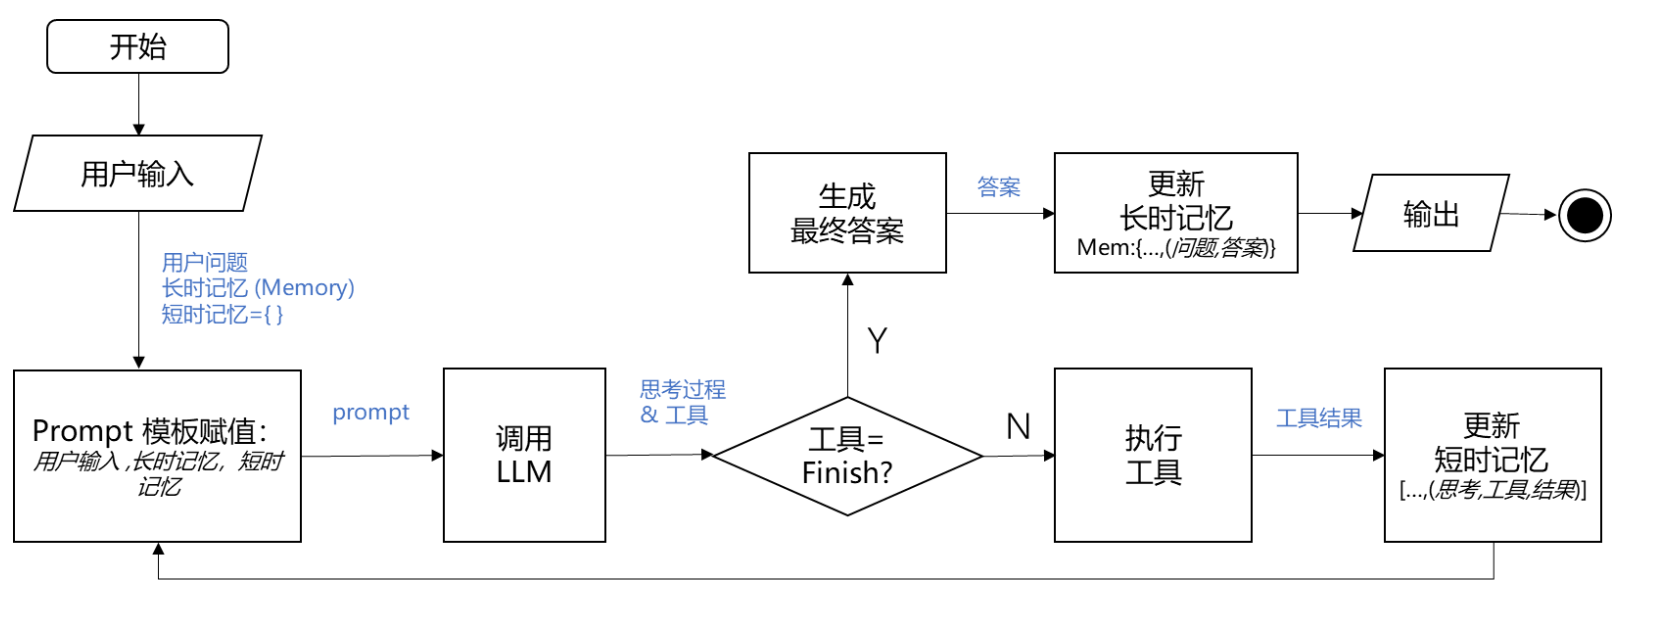 开始
用户输入
用户问题
长时记忆 (Memory)
短时记忆={ }
Prompt 模板赋值：
用户输入 ,长时记忆，短时
记忆
prompt
调用
LLM
思考过程
& 工具
工具=
Finish?
Y
生成
最终答案
答案
更新
长时记忆
Mem:{...,(问题,答案)}
输出
N
执行
工具
工具结果
更新
短时记忆
[...,(思考,工具,结果)]